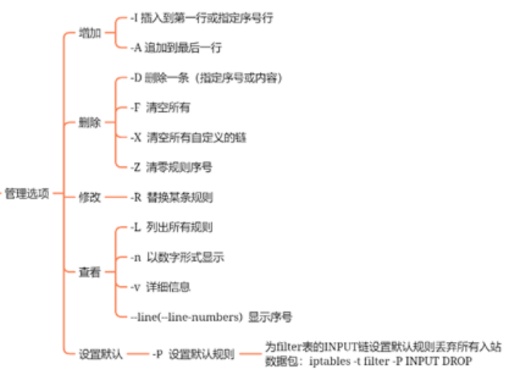 管理选项
增加
-I 插入到第一行或指定序号行
-A 追加到最后一行
删除
-D 删除一条（指定序号或内容）
-F 清空所有
-X 清空所有自定义的链
-Z 清零规则序号
修改
-R 替换某条规则
查看
-L 列出所有规则
-n 以数字形式显示
-v 详细信息
--line(--line-numbers) 显示序号
设置默认
-P 设置默认规则
为filter表的INPUT链设置默认规则丢弃所有入站
数据包：iptables -t filter -P INPUT DROP